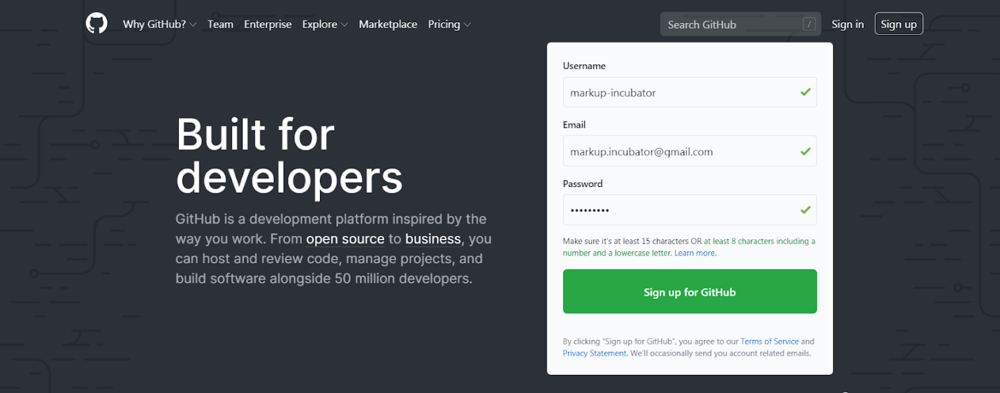 Why GitHub? Team Enterprise Explore Marketplace Pricing
Search GitHub /
Sign in
Sign up
Built for
developers
GitHub is a development platform inspired by the
way you work. From open source to business, you
can host and review code, manage projects, and
build software alongside 50 million developers.
Username
markup-incubator
Email
markup.incubator@gmail.com
Password
•••••••••
Make sure it's at least 15 characters OR at least 8 characters including a
number and a lowercase letter. Learn more.
Sign up for GitHub
By clicking “Sign up for GitHub”, you agree to our Terms of Service and
Privacy Statement. We’ll occasionally send you account related emails.